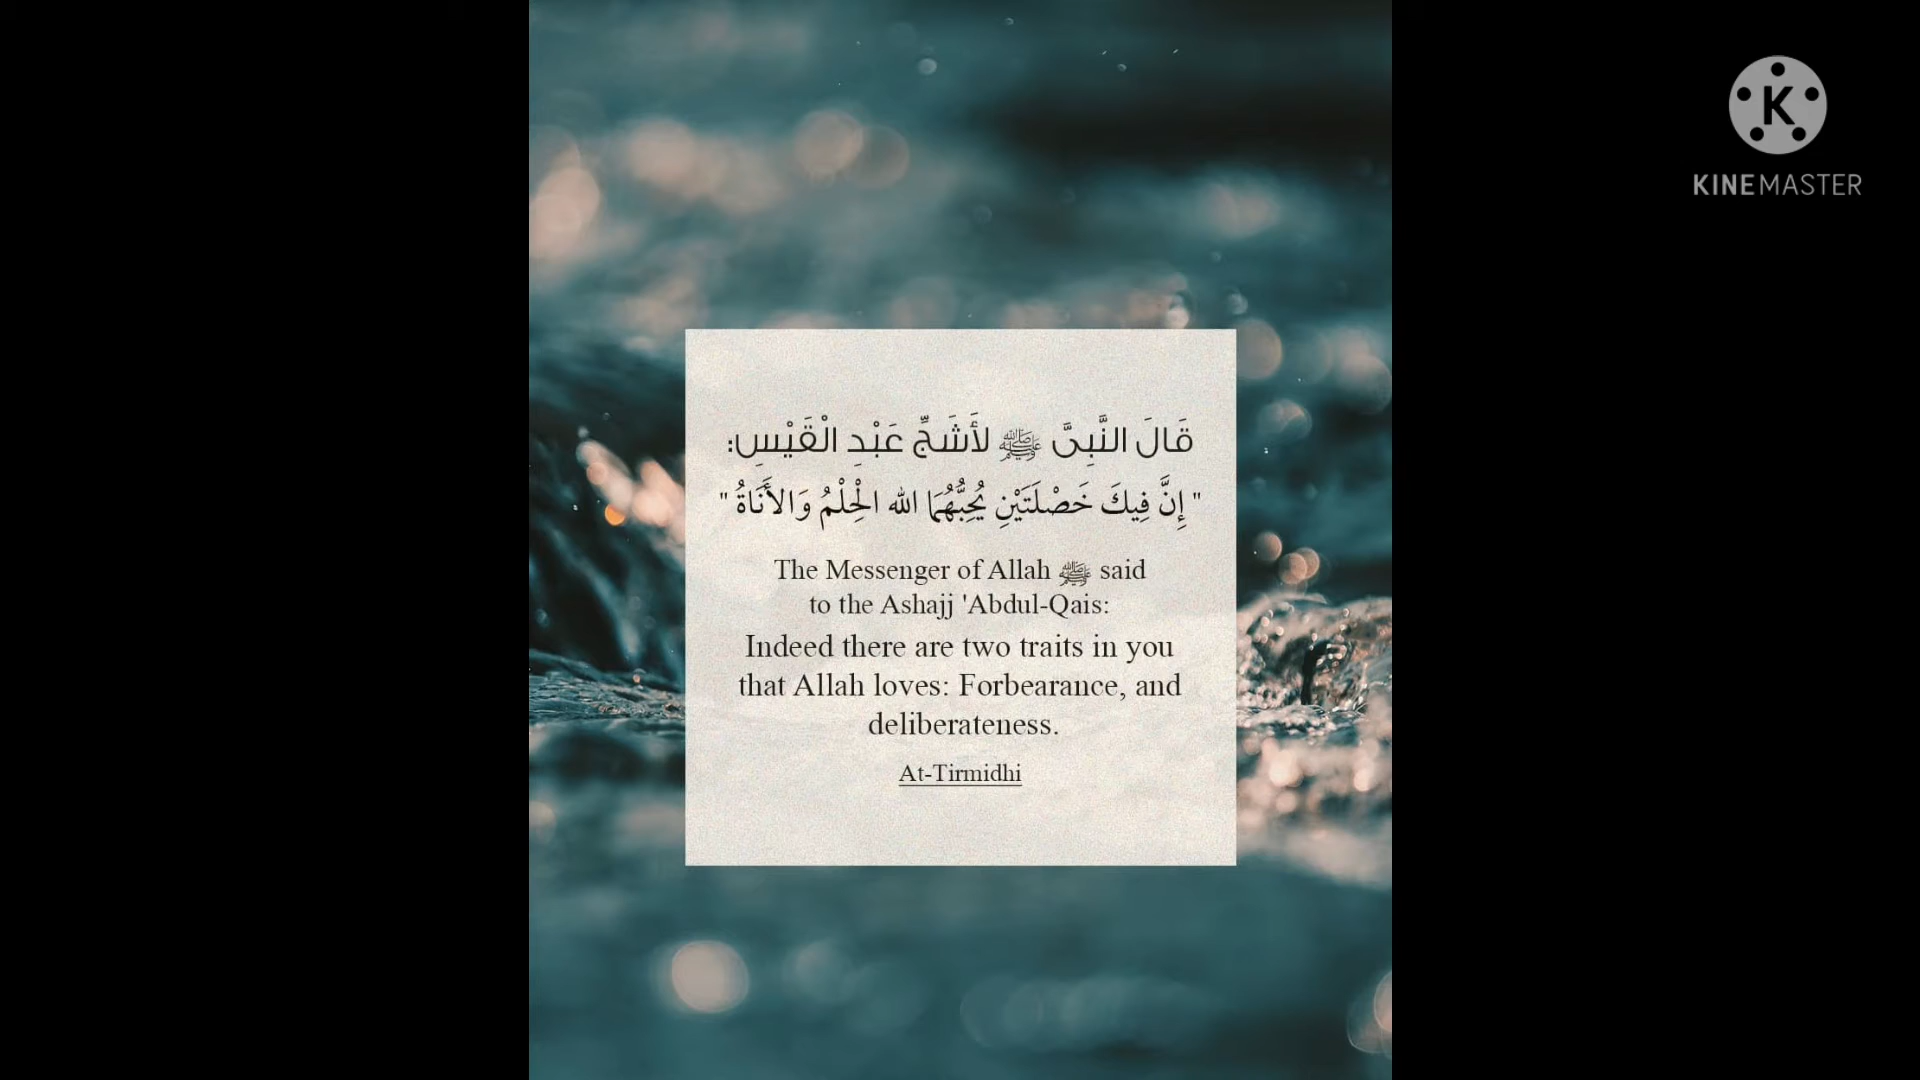 قَالَ النَّبِيَّ ﷺ لأَشَجِّ عَبْدِ الْقَيْسِ:
" إِنَّ فِيكَ خَصْلَتَيْنِ يُحِبُّهُمَا الله الْحِلْمُ وَالأَنَاةُ "
The Messenger of Allah ﷺ said
to the Ashajj 'Abdul-Qais:
Indeed there are two traits in you
that Allah loves: Forbearance, and
deliberateness.
At-Tirmidhi
K
KINEMASTER